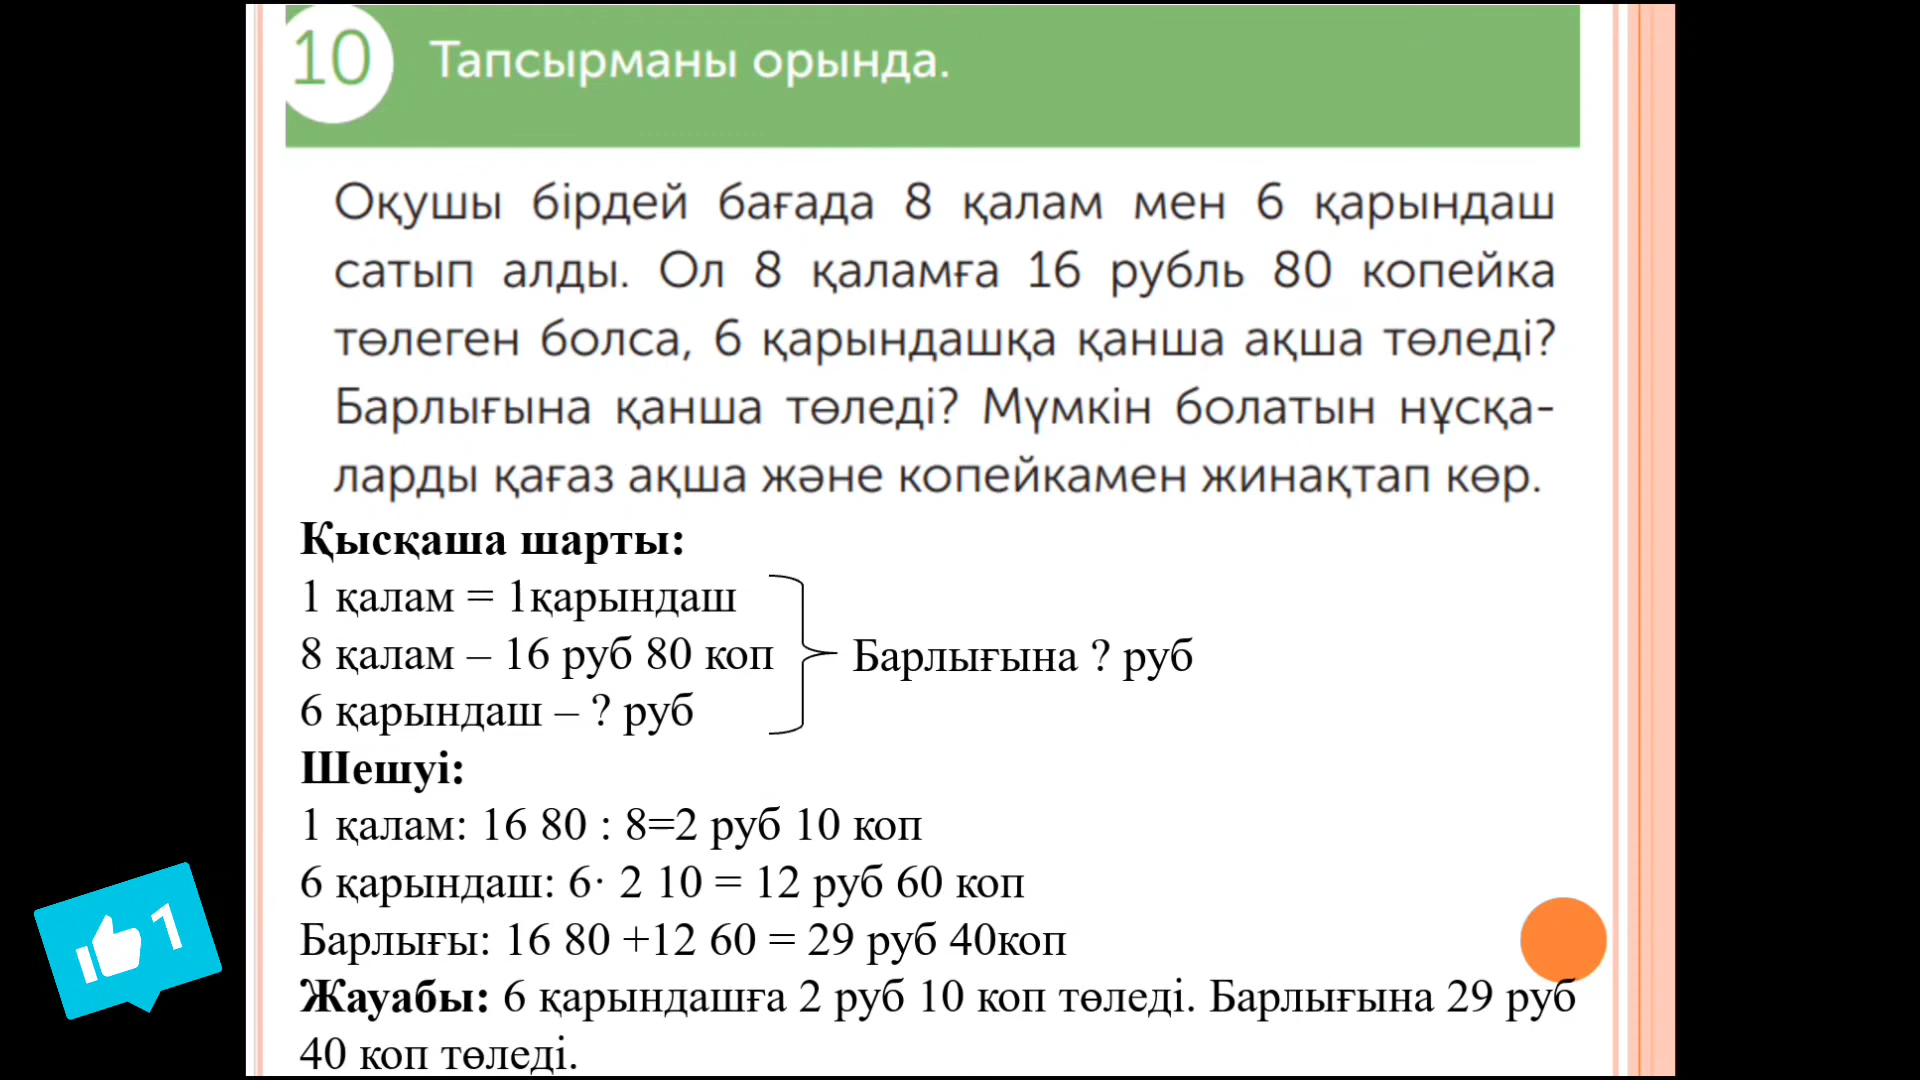 10 Тапсырманы орында.
Оқушы бірдей бағада 8 қалам мен 6 қарындаш
сатып алды. Ол 8 қаламға 16 рубль 80 копейка
төлеген болса, 6 қарындашқа қанша ақша төледі?
Барлығына қанша төледі? Мүмкін болатын нұсқа-
ларды қағаз ақша және копейкамен жинақтап көр.
Қысқаша шарты:
1 қалам = 1қарындаш
8 қалам – 16 руб 80 коп
Барлығына ? руб
6 қарындаш – ? руб
Шешуі:
1 қалам: 16 80 : 8=2 руб 10 коп
6 қарындаш: 6· 2 10 = 12 руб 60 коп
Барлығы: 16 80 +12 60 = 29 руб 40коп
Жауабы: 6 қарындашға 2 руб 10 коп төледі. Барлығына 29 руб
40 коп төледі.
1